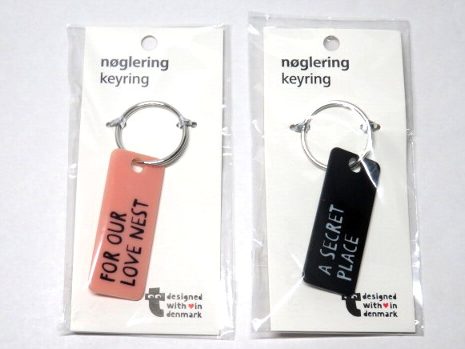 nøglering
keyring
FOR OUR
LOVE NEST
designed
with♥in
denmark
nøglering
keyring
A SECRET
PLACE
designed
with♥in
denmark